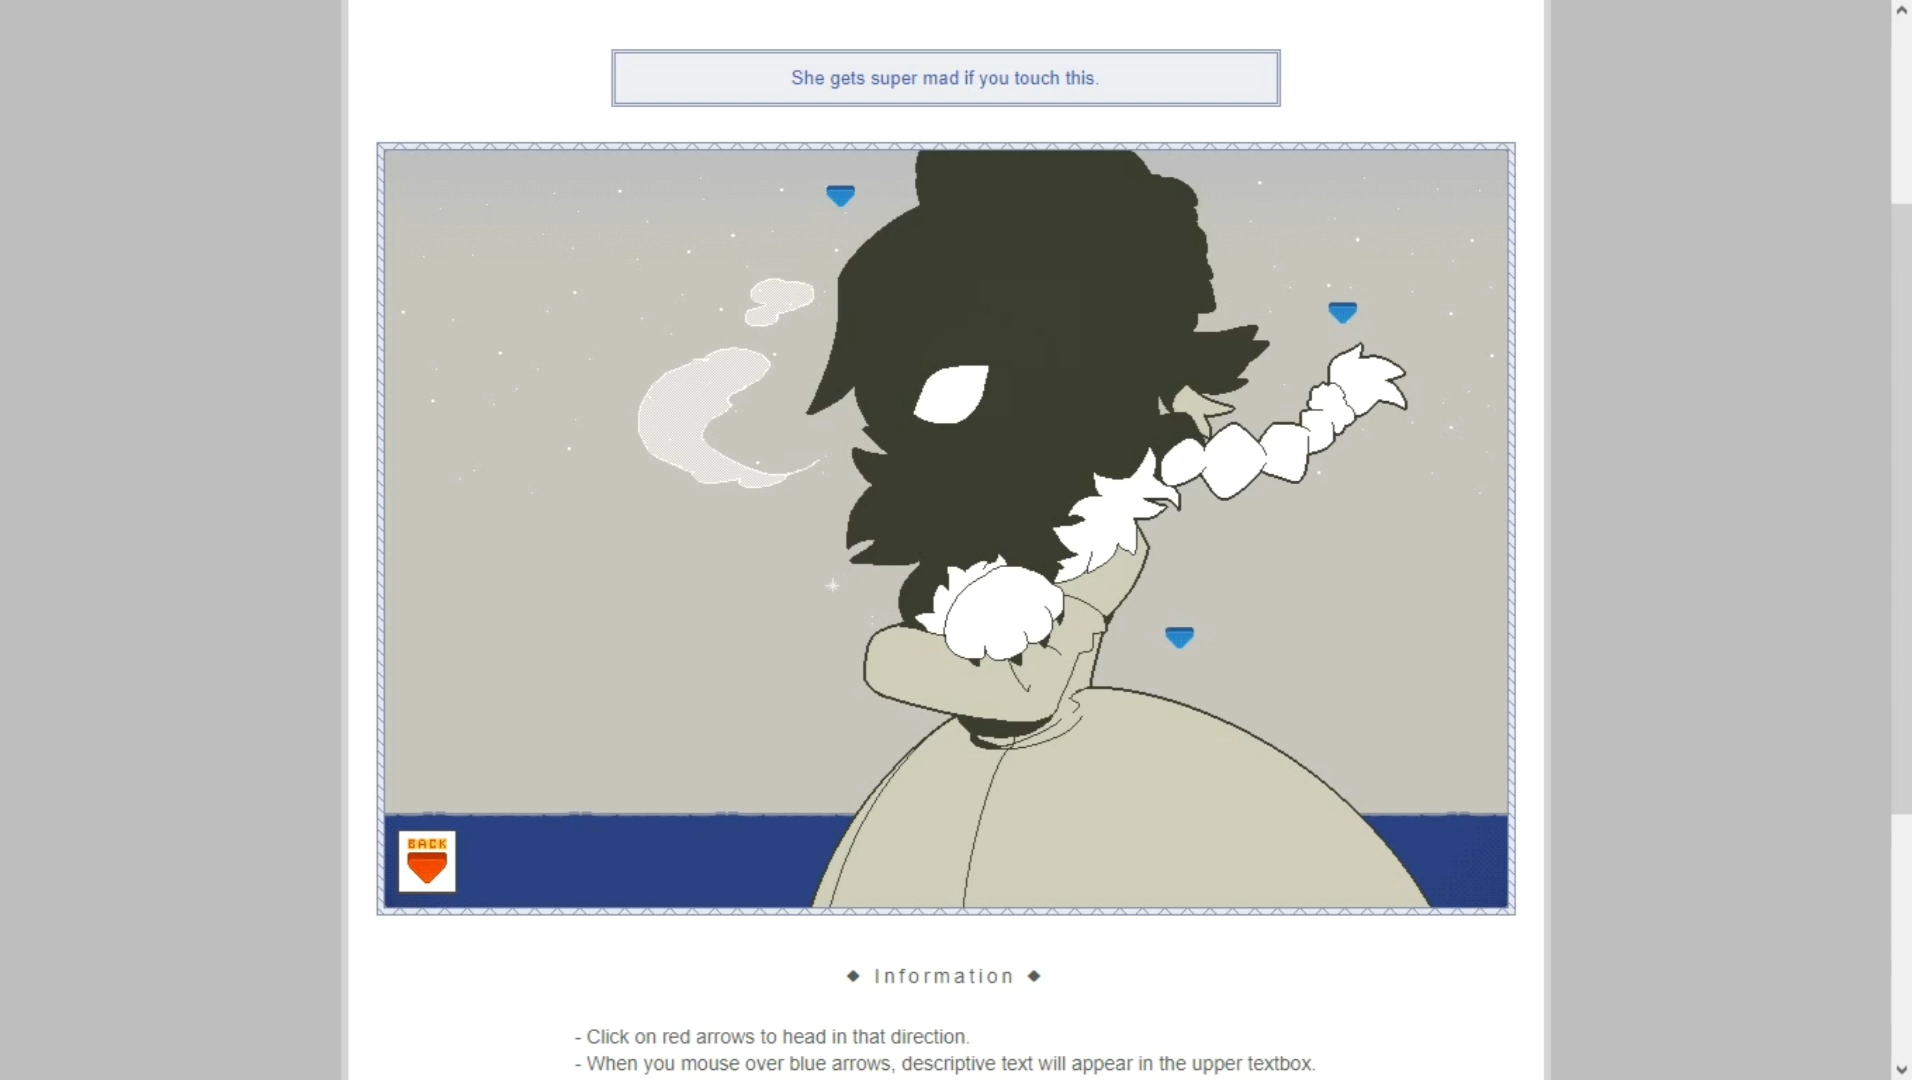 She gets super mad if you touch this.
BACK
◆ Information ◆
- Click on red arrows to head in that direction.
- When you mouse over blue arrows, descriptive text will appear in the upper textbox.